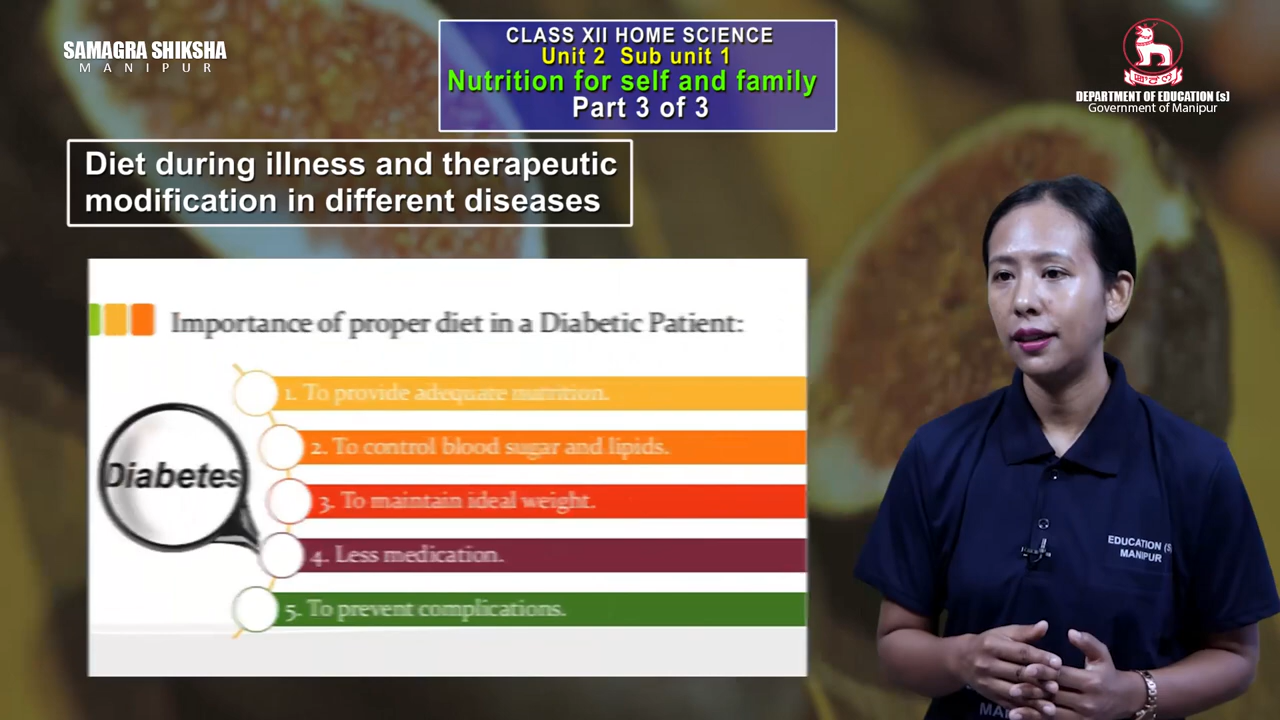 SAMAGRA SHIKSHA
MANIPUR
CLASS XII HOME SCIENCE
Unit 2 Sub unit 1
Nutrition for self and family
Part 3 of 3
DEPARTMENT OF EDUCATION (s)
Government of Manipur
Diet during illness and therapeutic
modification in different diseases
Importance of proper diet in a Diabetic Patient:
Diabetes
1. To provide adequate nutrition.
2. To control blood sugar and lipids.
3. To maintain ideal weight.
4. Less medication.
5. To prevent complications.
EDUCATION (S)
MANIPUR